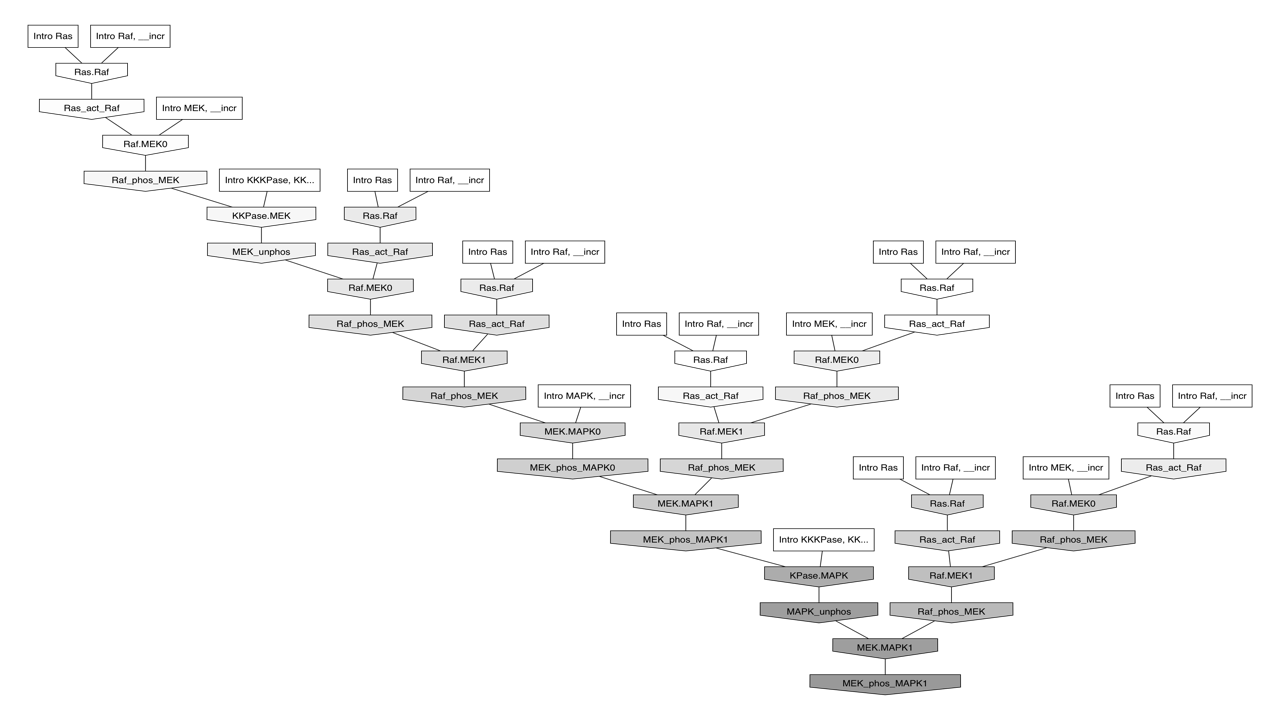 Intro Ras
Intro Raf, __incr
Ras.Raf
Ras_act_Raf
Intro MEK, __incr
Raf.MEK0
Raf_phos_MEK
Intro KKKPase, KK...
Intro Ras
Intro Raf, __incr
KKPase.MEK
Ras.Raf
MEK_unphos
Ras_act_Raf
Intro Ras
Intro Raf, __incr
Intro Ras
Intro Raf, __incr
Raf.MEK0
Ras.Raf
Ras.Raf
Raf_phos_MEK
Ras_act_Raf
Intro Ras
Intro Raf, __incr
Intro MEK, __incr
Ras_act_Raf
Raf.MEK1
Ras.Raf
Raf.MEK0
Raf_phos_MEK
Intro MAPK, __incr
Ras_act_Raf
Raf_phos_MEK
Intro Ras
Intro Raf, __incr
MEK.MAPK0
Raf.MEK1
Ras.Raf
MEK_phos_MAPK0
Raf_phos_MEK
Intro Ras
Intro Raf, __incr
Intro MEK, __incr
Ras_act_Raf
MEK.MAPK1
Ras.Raf
Raf.MEK0
MEK_phos_MAPK1
Intro KKKPase, KK...
Ras_act_Raf
Raf_phos_MEK
KPase.MAPK
Raf.MEK1
MAPK_unphos
Raf_phos_MEK
MEK.MAPK1
MEK_phos_MAPK1